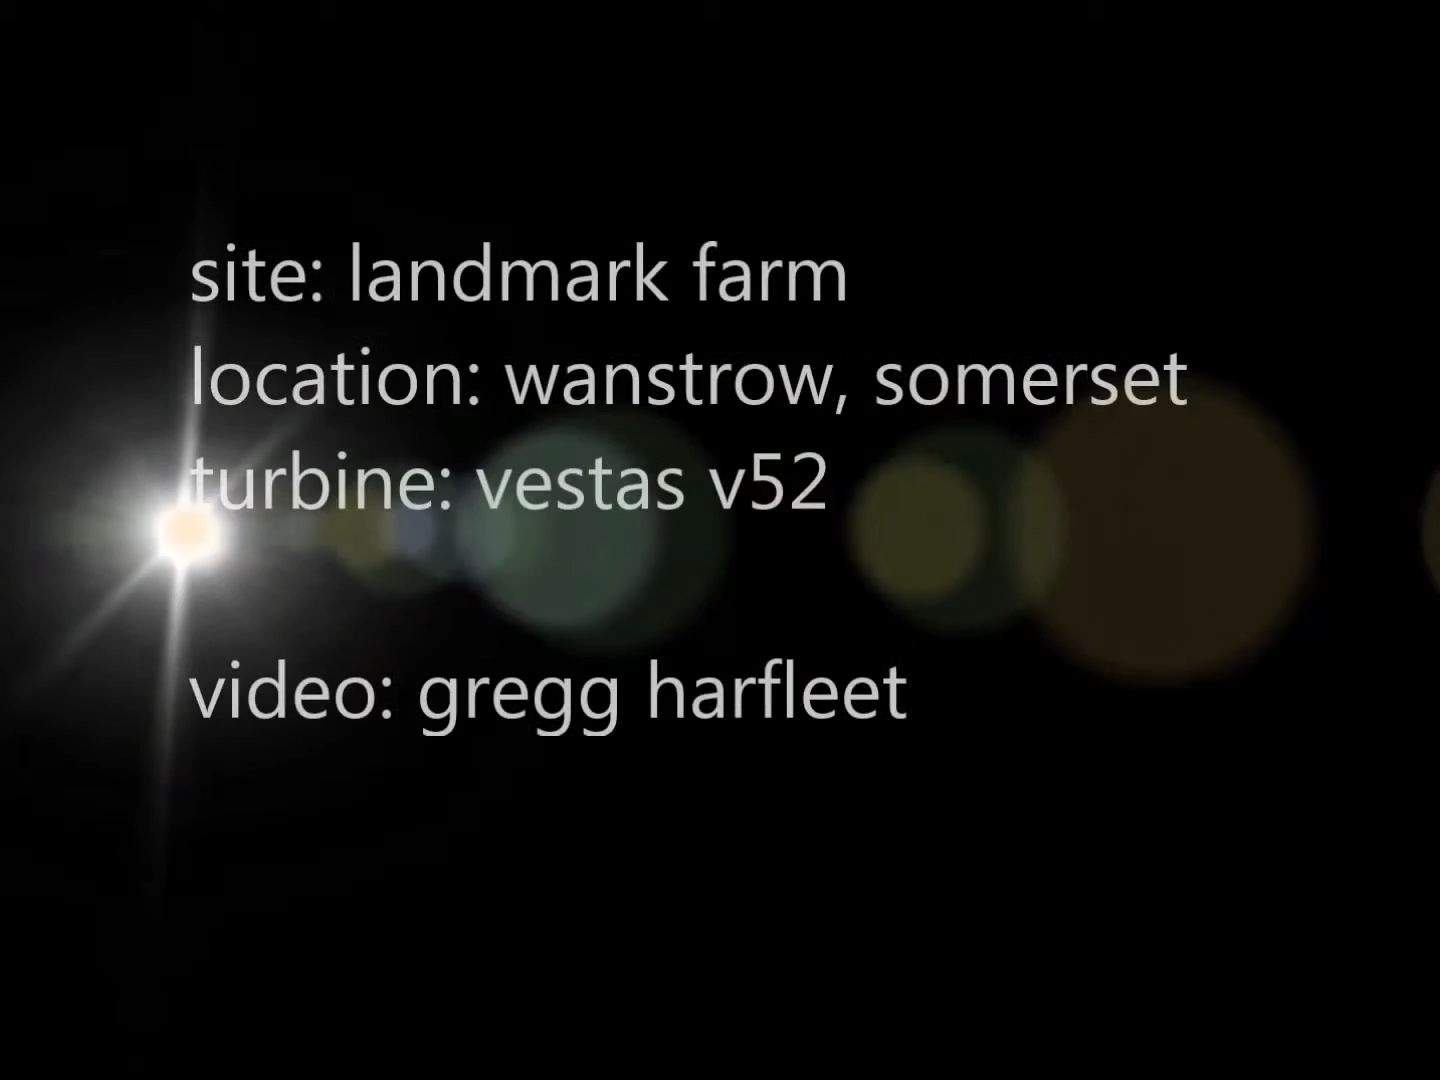 site: landmark farm
location: wanstrow, somerset
turbine: vestas v52
video: gregg harfleet